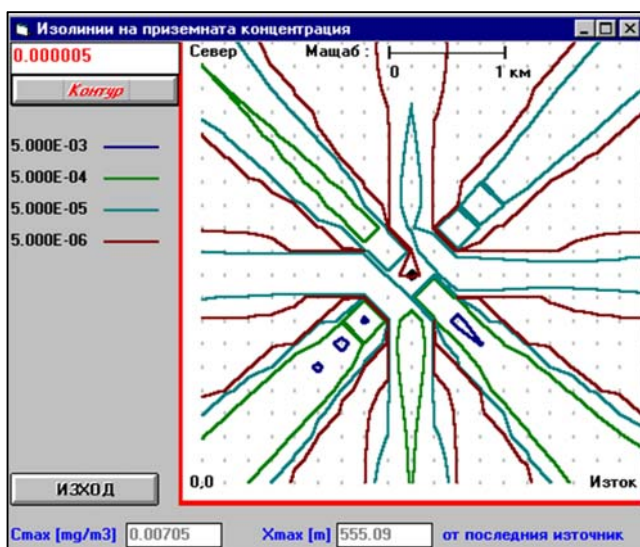 Изолинии на приземната концентрация
0.000005
Контур
5.000E-03
5.000E-04
5.000E-05
5.000E-06
ИЗХОД
Север
Мащаб :
0
1 км
0,0
Изток
Cmax [mg/m3] 0.00705 Xmax [m] 555.09 от последния източник